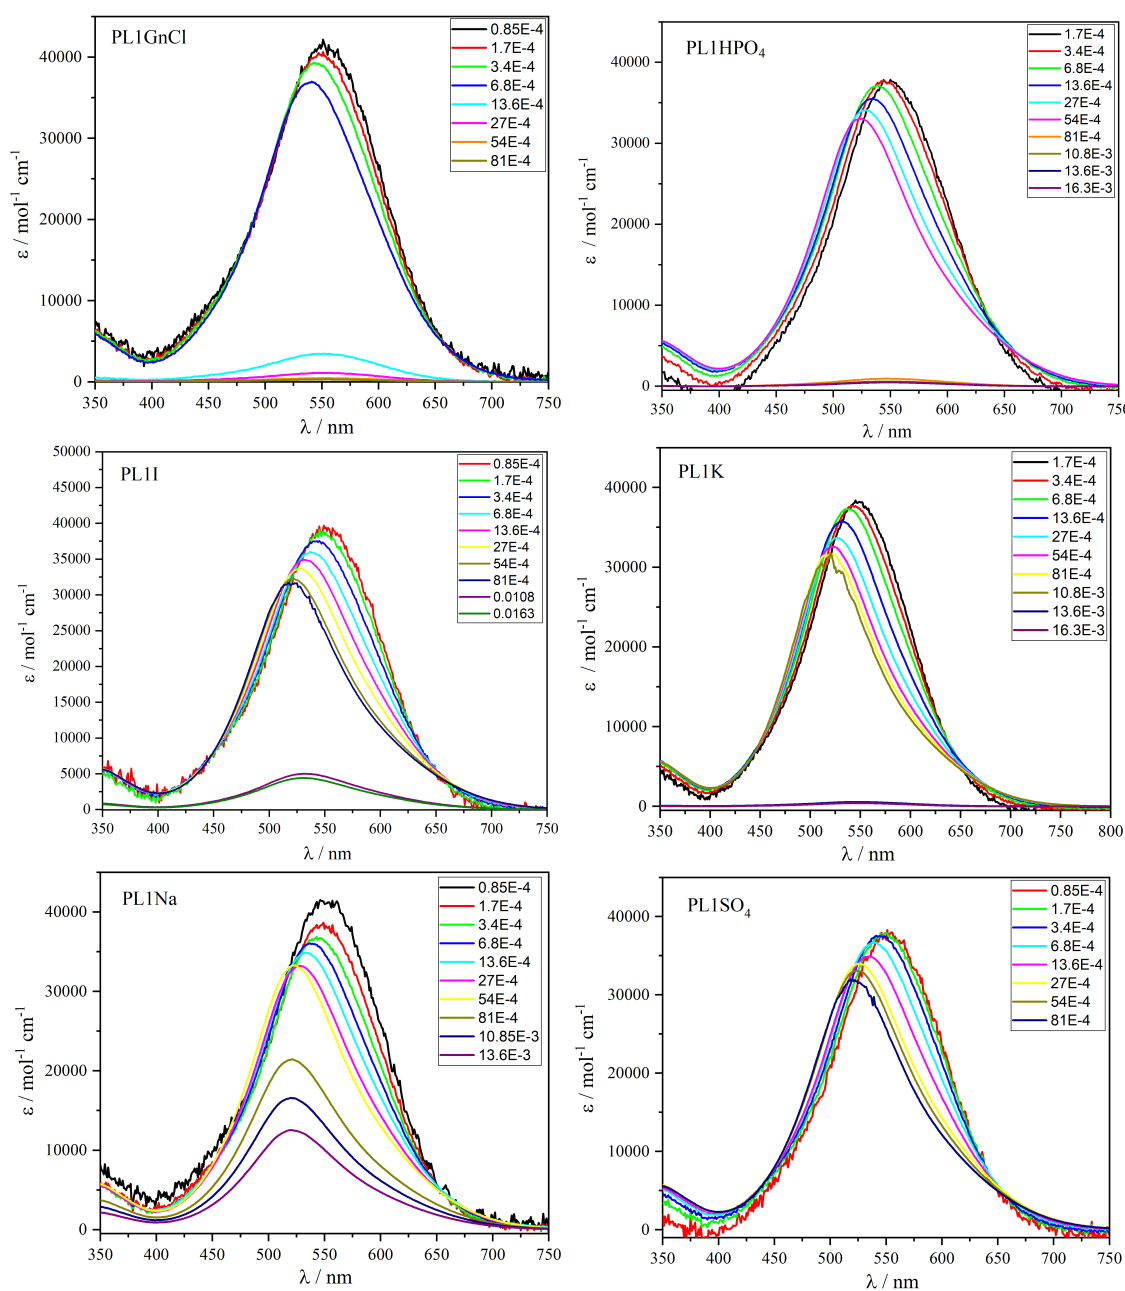 PL1GnCl
0.85E-4
1.7E-4
3.4E-4
6.8E-4
13.6E-4
27E-4
54E-4
81E-4
40000
30000
20000
10000
0
ε / mol⁻¹ cm⁻¹
350 400 450 500 550 600 650 700 750
λ / nm
PL1HPO₄
1.7E-4
3.4E-4
6.8E-4
13.6E-4
27E-4
54E-4
81E-4
10.8E-3
13.6E-3
16.3E-3
40000
30000
20000
10000
0
ε / mol⁻¹ cm⁻¹
350 400 450 500 550 600 650 700 750
λ / nm
PL1I
0.85E-4
1.7E-4
3.4E-4
6.8E-4
13.6E-4
27E-4
54E-4
81E-4
0.0108
0.0163
50000
45000
40000
35000
30000
25000
20000
15000
10000
5000
0
ε / mol⁻¹ cm⁻¹
350 400 450 500 550 600 650 700 750
λ / nm
PL1K
1.7E-4
3.4E-4
6.8E-4
13.6E-4
27E-4
54E-4
81E-4
10.8E-3
13.6E-3
16.3E-3
40000
30000
20000
10000
0
ε / mol⁻¹ cm⁻¹
350 400 450 500 550 600 650 700 750 800
λ / nm
PL1Na
0.85E-4
1.7E-4
3.4E-4
6.8E-4
13.6E-4
27E-4
54E-4
81E-4
10.85E-3
13.6E-3
40000
30000
20000
10000
0
ε / mol⁻¹ cm⁻¹
350 400 450 500 550 600 650 700 750
λ / nm
PL1SO₄
0.85E-4
1.7E-4
3.4E-4
6.8E-4
13.6E-4
27E-4
54E-4
81E-4
40000
30000
20000
10000
0
ε / mol⁻¹ cm⁻¹
350 400 450 500 550 600 650 700 750
λ / nm